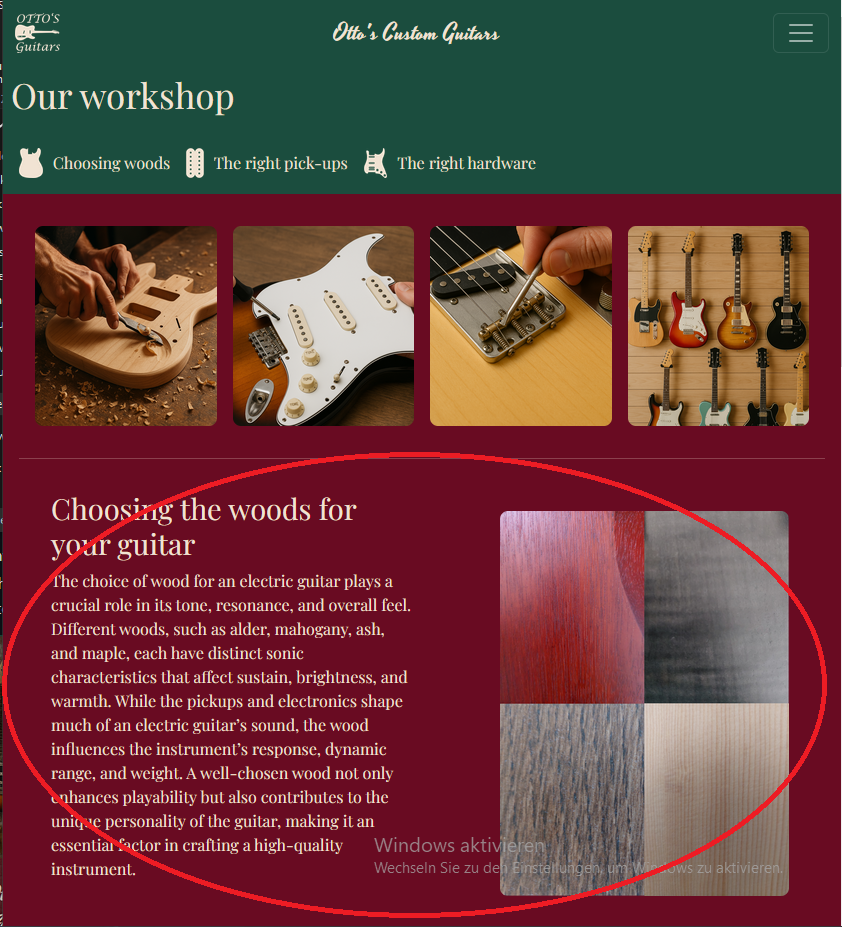 OTTO'S
Guitars
Otto's Custom Guitars
Our workshop
Choosing woods
The right pick-ups
The right hardware
Choosing the woods for
your guitar
The choice of wood for an electric guitar plays a
crucial role in its tone, resonance, and overall feel.
Different woods, such as alder, mahogany, ash,
and maple, each have distinct sonic
characteristics that affect sustain, brightness, and
warmth. While the pickups and electronics shape
much of an electric guitar’s sound, the wood
influences the instrument’s response, dynamic
range, and weight. A well-chosen wood not only
enhances playability but also contributes to the
unique personality of the guitar, making it an
essential factor in crafting a high-quality
instrument.
Windows aktivieren
Wechseln Sie zu den Einstellungen, um Windows zu aktivieren.